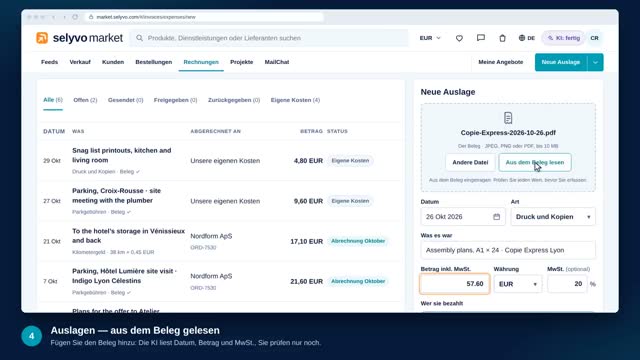 market.selyvo.com/#/invoices/expenses/new
selyvo market
Produkte, Dienstleistungen oder Lieferanten suchen
EUR
DE
KI: fertig
CR
Feeds
Verkauf
Kunden
Bestellungen
Rechnungen
Projekte
MailChat
Meine Angebote
Neue Auslage
Alle (6)
Offen (2)
Gesendet (0)
Freigegeben (0)
Zurückgegeben (0)
Eigene Kosten (4)
DATUM WAS ABGERECHNET AN BETRAG STATUS
29 Okt
Snag list printouts, kitchen and
living room
Druck und Kopien · Beleg ✓
Unsere eigenen Kosten
4,80 EUR
Eigene Kosten
27 Okt
Parking, Croix-Rousse · site
meeting with the plumber
Parkgebühren · Beleg ✓
Unsere eigenen Kosten
9,60 EUR
Eigene Kosten
21 Okt
To the hotel's storage in Vénissieux
and back
Kilometergeld · 38 km × 0,45 EUR
Nordform ApS
ORD-7530
17,10 EUR
Abrechnung Oktober
7 Okt
Parking, Hôtel Lumière site visit ·
Indigo Lyon Célestins
Parkgebühren · Beleg ✓
Nordform ApS
ORD-7530
21,60 EUR
Abrechnung Oktober
Plans for the offer to Atelier
Neue Auslage
Copie-Express-2026-10-26.pdf
Der Beleg · JPEG, PNG oder PDF, bis 10 MB
Andere Datei
Aus dem Beleg lesen
Aus dem Beleg eingetragen. Prüfen Sie jeden Wert, bevor Sie erfassen.
Datum
Art
26 Okt 2026
Druck und Kopien
Was es war
Assembly plans, A1 × 24 · Copie Express Lyon
Betrag inkl. MwSt.
Währung
MwSt. (optional)
57.60
EUR
20 %
Wer sie bezahlt
4
Auslagen — aus dem Beleg gelesen
Fügen Sie den Beleg hinzu: Die KI liest Datum, Betrag und MwSt., Sie prüfen nur noch.